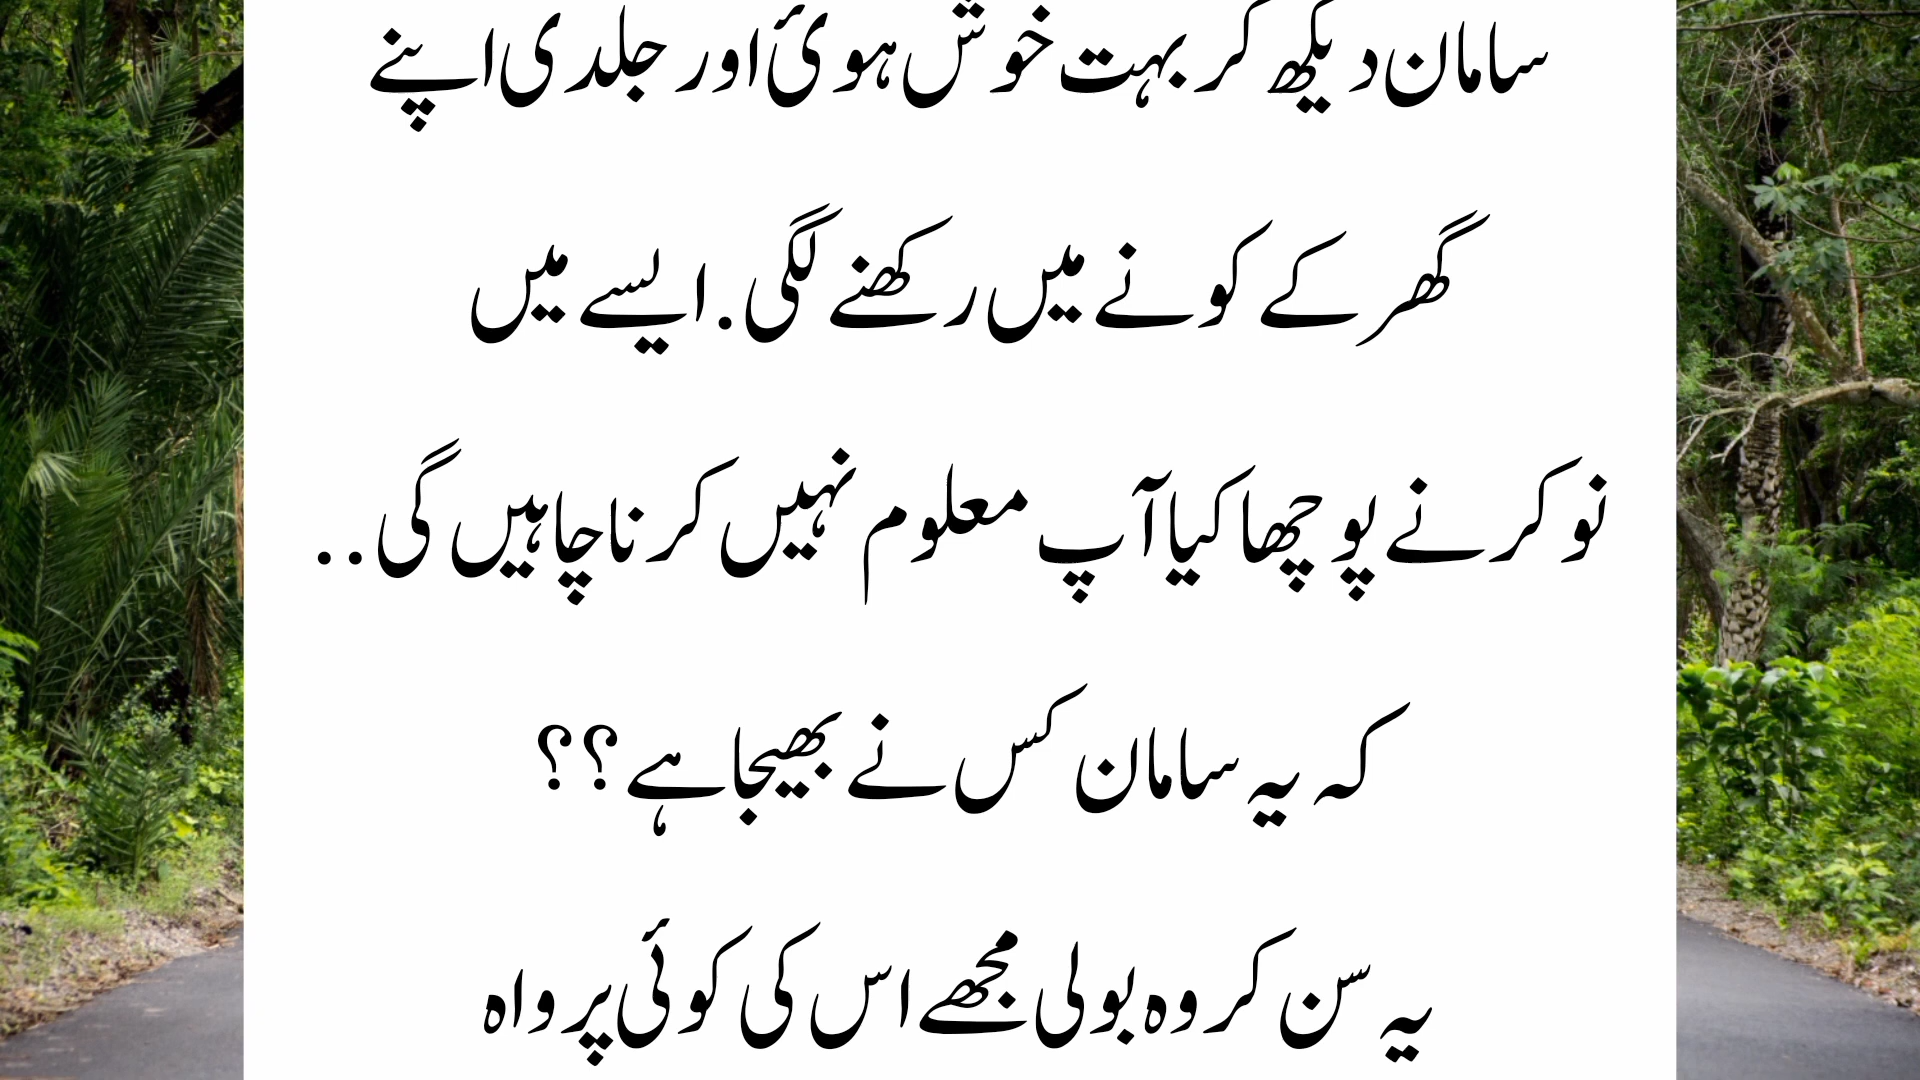 سامان دیکھ کر بہت خوش ہوئ اور جلدی اپنے
گھر کے کونے میں رکھنے لگی. ایسے میں
نوکر نے پوچھا کیا آپ معلوم نہیں کرنا چاہیں گی..
کہ یہ سامان کس نے بھیجا ہے ؟؟
یہ سن کر وہ بولی مجھے اس کی کوئی پرواہ